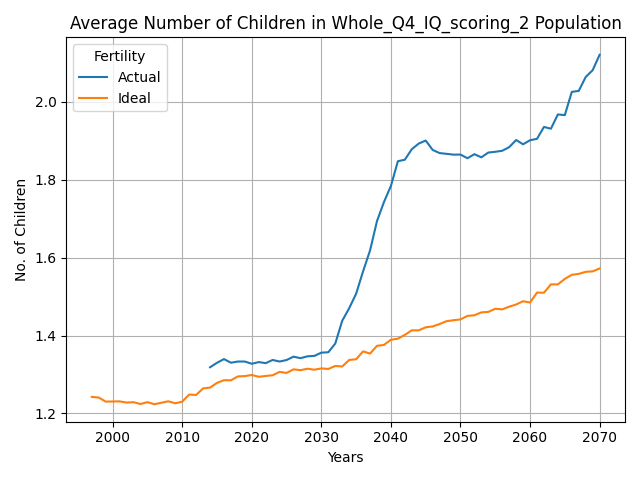 Average Number of Children in Whole_Q4_IQ_scoring_2 Population
Fertility
Actual
Ideal
No. of Children
2.0
1.8
1.6
1.4
1.2
2000 2010 2020 2030 2040 2050 2060 2070
Years